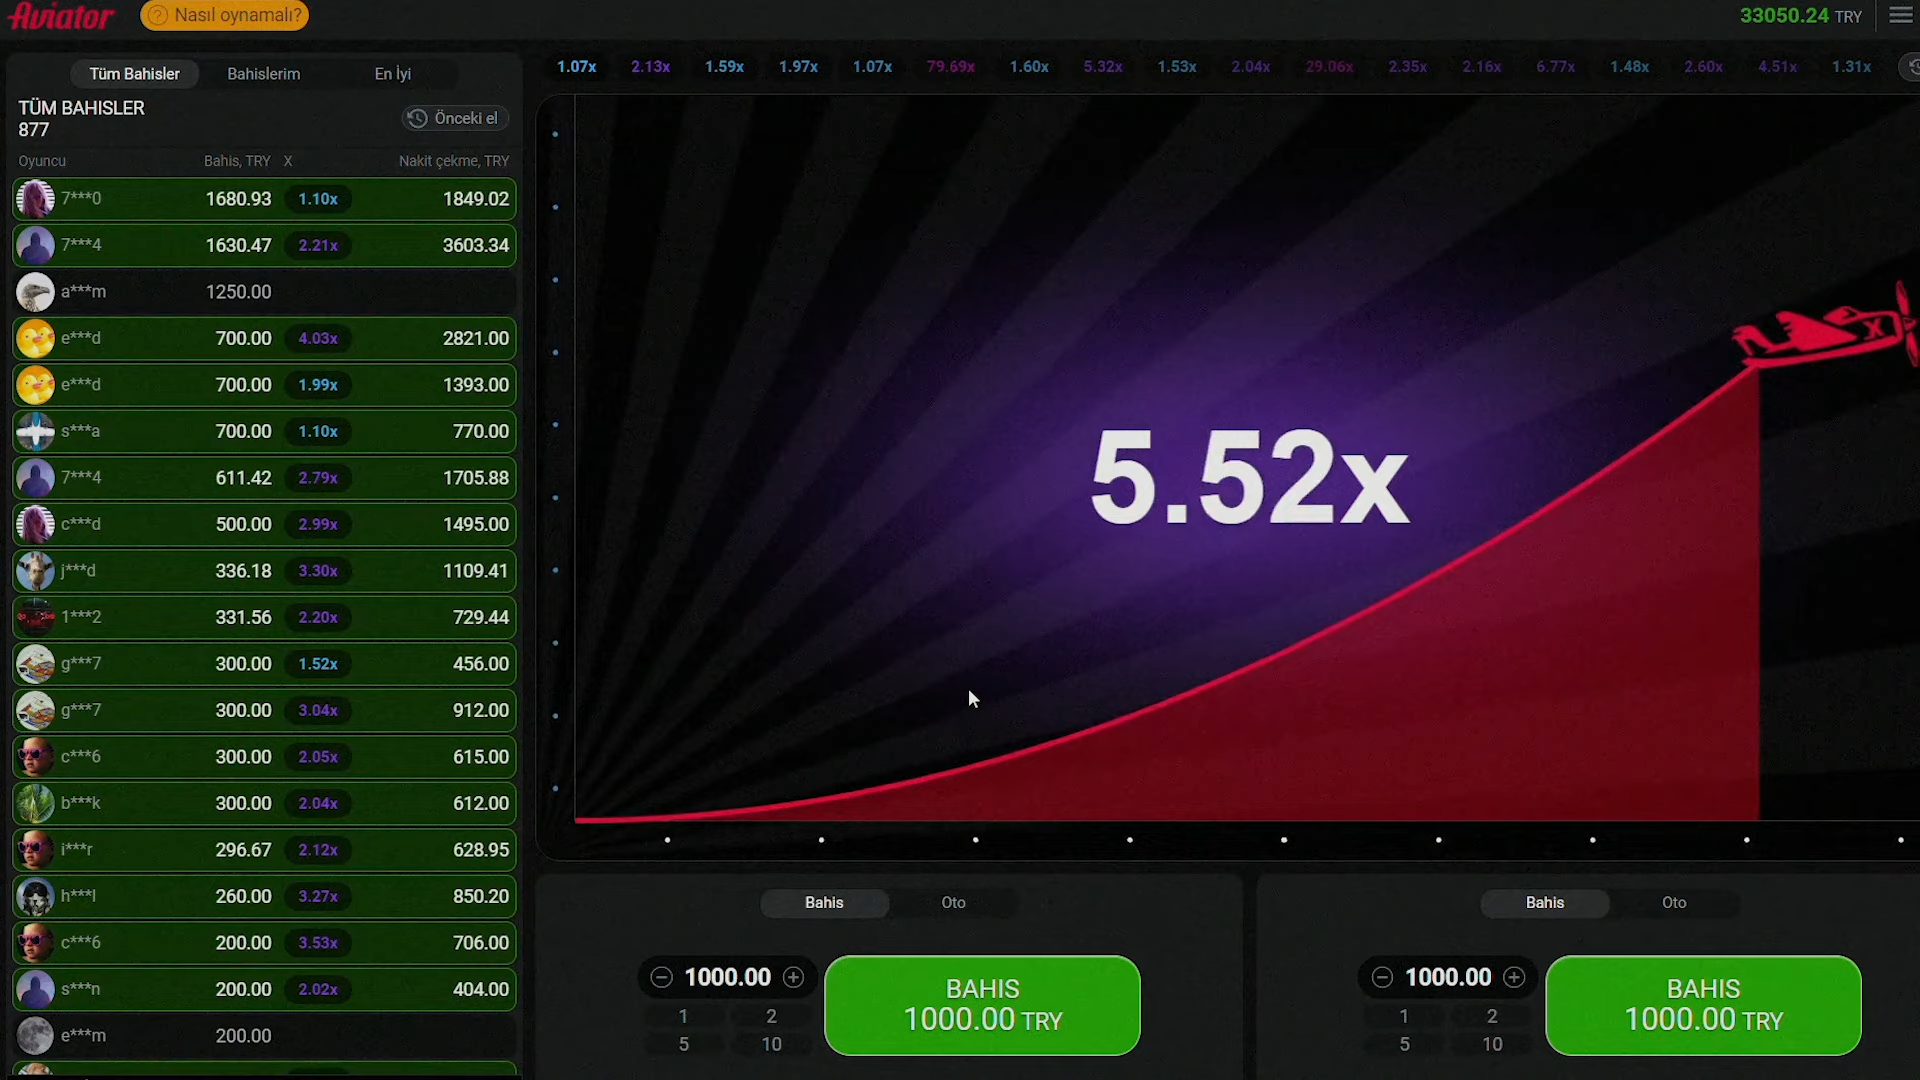 Aviator
? Nasıl oynamalı?
33050.24 TRY
Tüm Bahisler Bahislerim En İyi
1.07x 2.13x 1.59x 1.97x 1.07x 79.69x 1.60x 5.32x 1.53x 2.04x 29.06x 2.35x 2.16x 6.77x 1.48x 2.60x 4.51x 1.31x
TÜM BAHISLER
877
Önceki el
Oyuncu Bahis, TRY X Nakit çekme, TRY
7***0 1680.93 1.10x 1849.02
7***4 1630.47 2.21x 3603.34
a***m 1250.00
e***d 700.00 4.03x 2821.00
e***d 700.00 1.99x 1393.00
s***a 700.00 1.10x 770.00
7***4 611.42 2.79x 1705.88
c***d 500.00 2.99x 1495.00
j***d 336.18 3.30x 1109.41
1***2 331.56 2.20x 729.44
g***7 300.00 1.52x 456.00
g***7 300.00 3.04x 912.00
c***6 300.00 2.05x 615.00
b***k 300.00 2.04x 612.00
i***r 296.67 2.12x 628.95
h***l 260.00 3.27x 850.20
c***6 200.00 3.53x 706.00
s***n 200.00 2.02x 404.00
e***m 200.00
5.52x
X
Bahis Oto
1000.00
1 2
5 10
BAHIS
1000.00 TRY
Bahis Oto
1000.00
1 2
5 10
BAHIS
1000.00 TRY